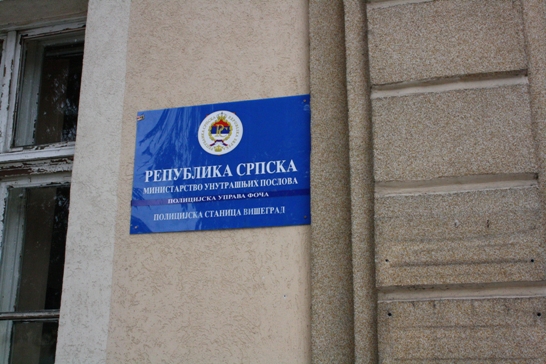 РЕПУБЛИКА СРПСКА
МИНИСТАРСТВО УНУТРАШЊИХ ПОСЛОВА
ПОЛИЦИЈСКА УПРАВА ФОЧА
ПОЛИЦИЈСКА СТАНИЦА ВИШЕГРАД